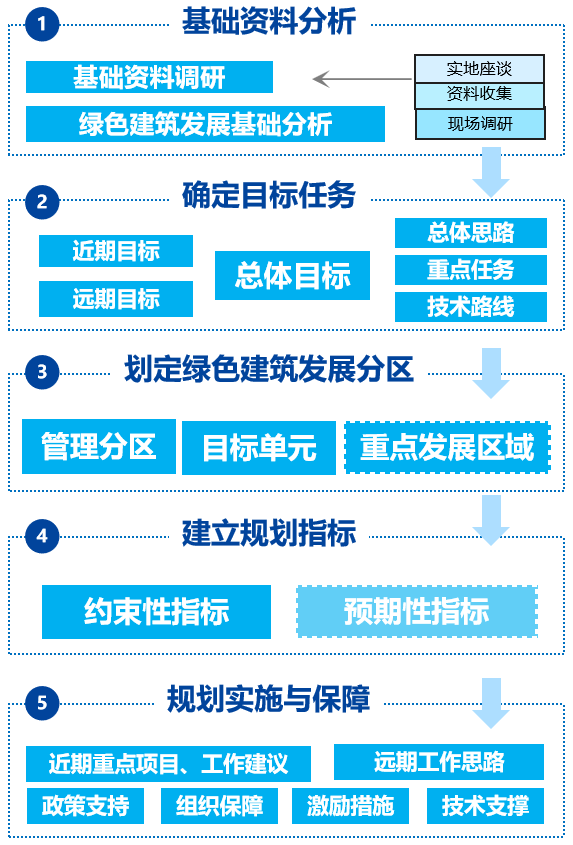 1
基础资料分析
基础资料调研
绿色建筑发展基础分析
实地座谈
资料收集
现场调研
2
确定目标任务
近期目标
远期目标
总体目标
总体思路
重点任务
技术路线
3
划定绿色建筑发展分区
管理分区
目标单元
重点发展区域
4
建立规划指标
约束性指标
预期性指标
5
规划实施与保障
近期重点项目、工作建议
远期工作思路
政策支持
组织保障
激励措施
技术支撑